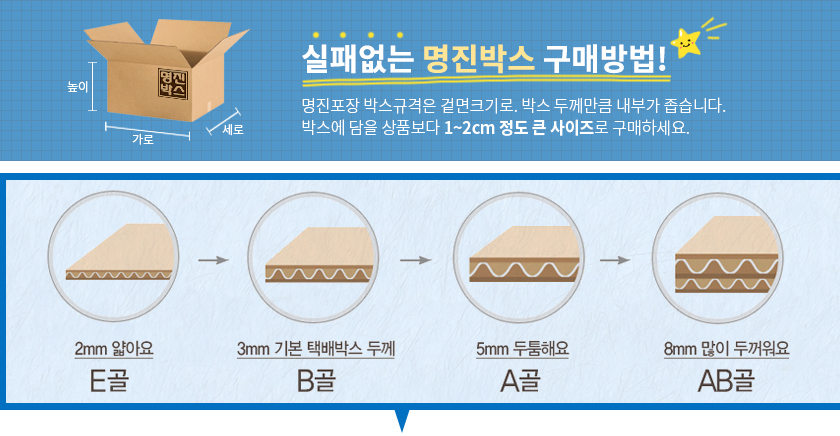 실패없는 명진박스 구매방법!
명진
박스
높이
가로
세로
명진포장 박스규격은 겉면크기로. 박스 두께만큼 내부가 좁습니다.
박스에 담을 상품보다 1~2cm 정도 큰 사이즈로 구매하세요.
2mm 얇아요
E골
3mm 기본 택배박스 두께
B골
5mm 두툼해요
A골
8mm 많이 두꺼워요
AB골